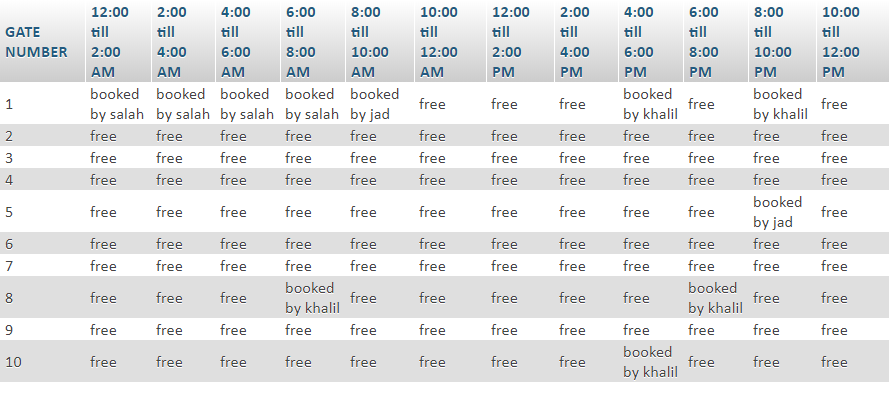 GATE NUMBER 12:00 till 2:00 AM 2:00 till 4:00 AM 4:00 till 6:00 AM 6:00 till 8:00 AM 8:00 till 10:00 AM 10:00 till 12:00 AM 12:00 till 2:00 PM 2:00 till 4:00 PM 4:00 till 6:00 PM 6:00 till 8:00 PM 8:00 till 10:00 PM 10:00 till 12:00 PM
1 booked by salah booked by salah booked by salah booked by salah booked by jad free free free booked by khalil free booked by khalil free
2 free free free free free free free free free free free free
3 free free free free free free free free free free free free
4 free free free free free free free free free free free free
5 free free free free free free free free free free booked by jad free
6 free free free free free free free free free free free free
7 free free free free free free free free free free free free
8 free free free booked by khalil free free free free free booked by khalil free free
9 free free free free free free free free free free free free
10 free free free free free free free free booked by khalil free free free